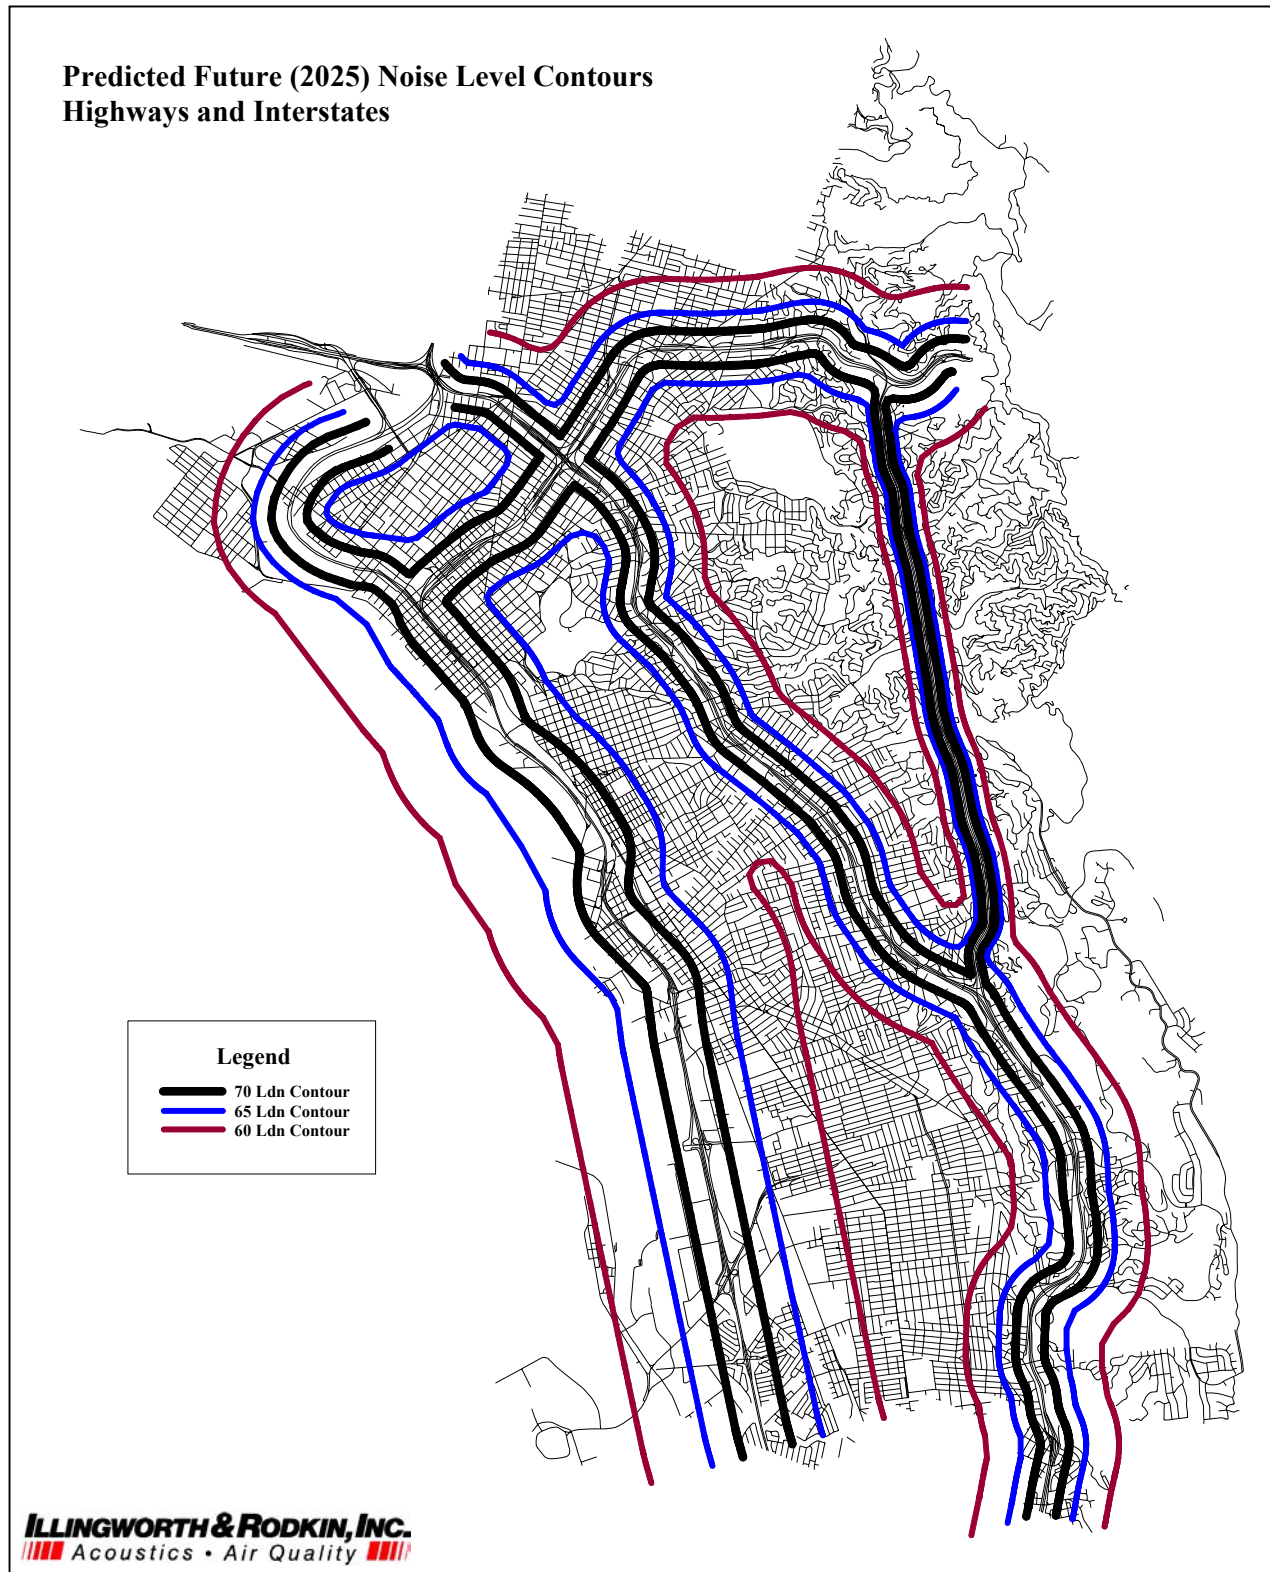 Predicted Future (2025) Noise Level Contours
Highways and Interstates
Legend
70 Ldn Contour
65 Ldn Contour
60 Ldn Contour
ILLINGWORTH & RODKIN, INC.
Acoustics • Air Quality